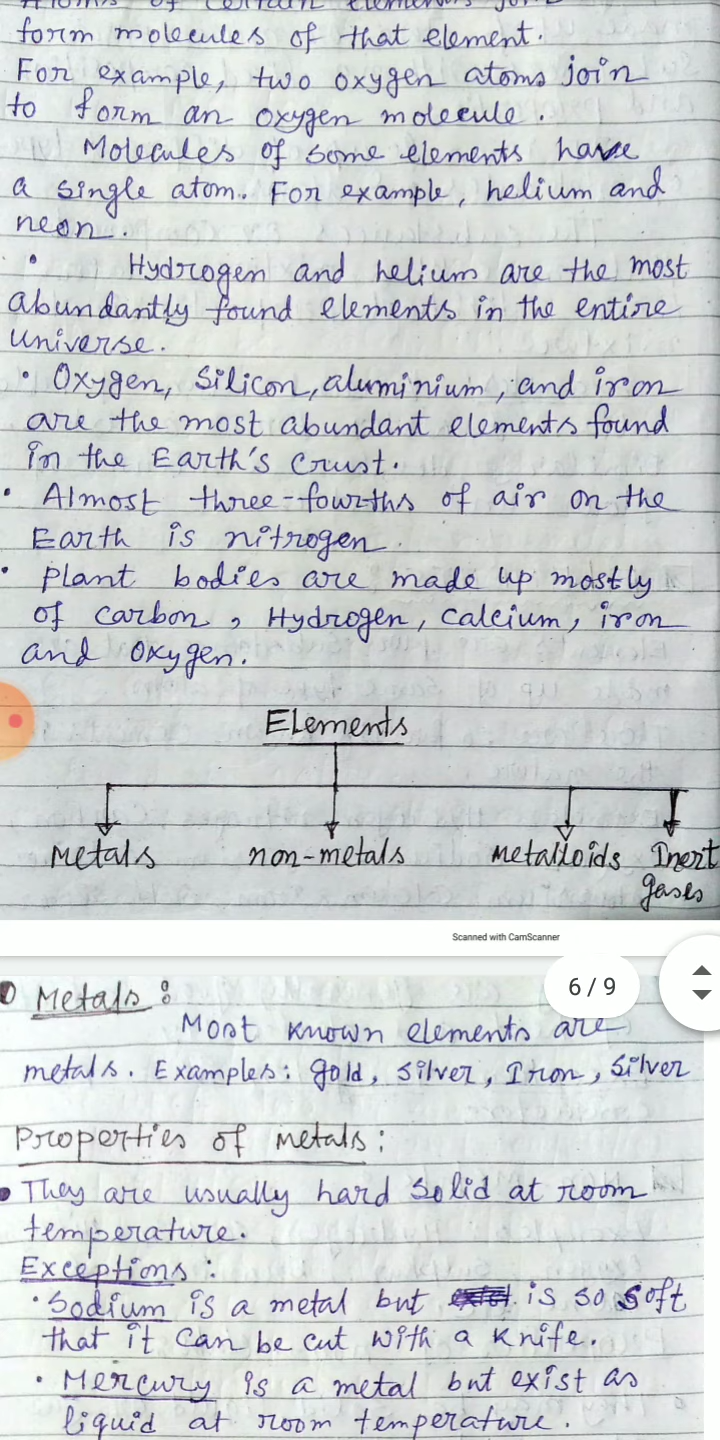 Atoms of certain elements join
form molecules of that element.
For example, two oxygen atoms join
to form an oxygen molecule.
Molecules of some elements have
a single atom. For example, helium and
neon.
• Hydrogen and helium are the most
abundantly found elements in the entire
universe.
• Oxygen, Silicon, aluminium, and iron
are the most abundant elements found
in the Earth's Crust.
• Almost three-fourths of air on the
Earth is nitrogen.
• Plant bodies are made up mostly
of carbon, Hydrogen, Calcium, iron
and Oxygen.
Elements
Metals non-metals Metalloids Inert
gases
Scanned with CamScanner
6 / 9
Metals:
Most known elements are
metals. Examples: gold, silver, Iron, Silver
Properties of metals:
• They are usually hard solid at room
temperature.
Exceptions:
• Sodium is a metal but is so soft
that it can be cut with a knife.
• Mercury is a metal but exist as
liquid at room temperature.